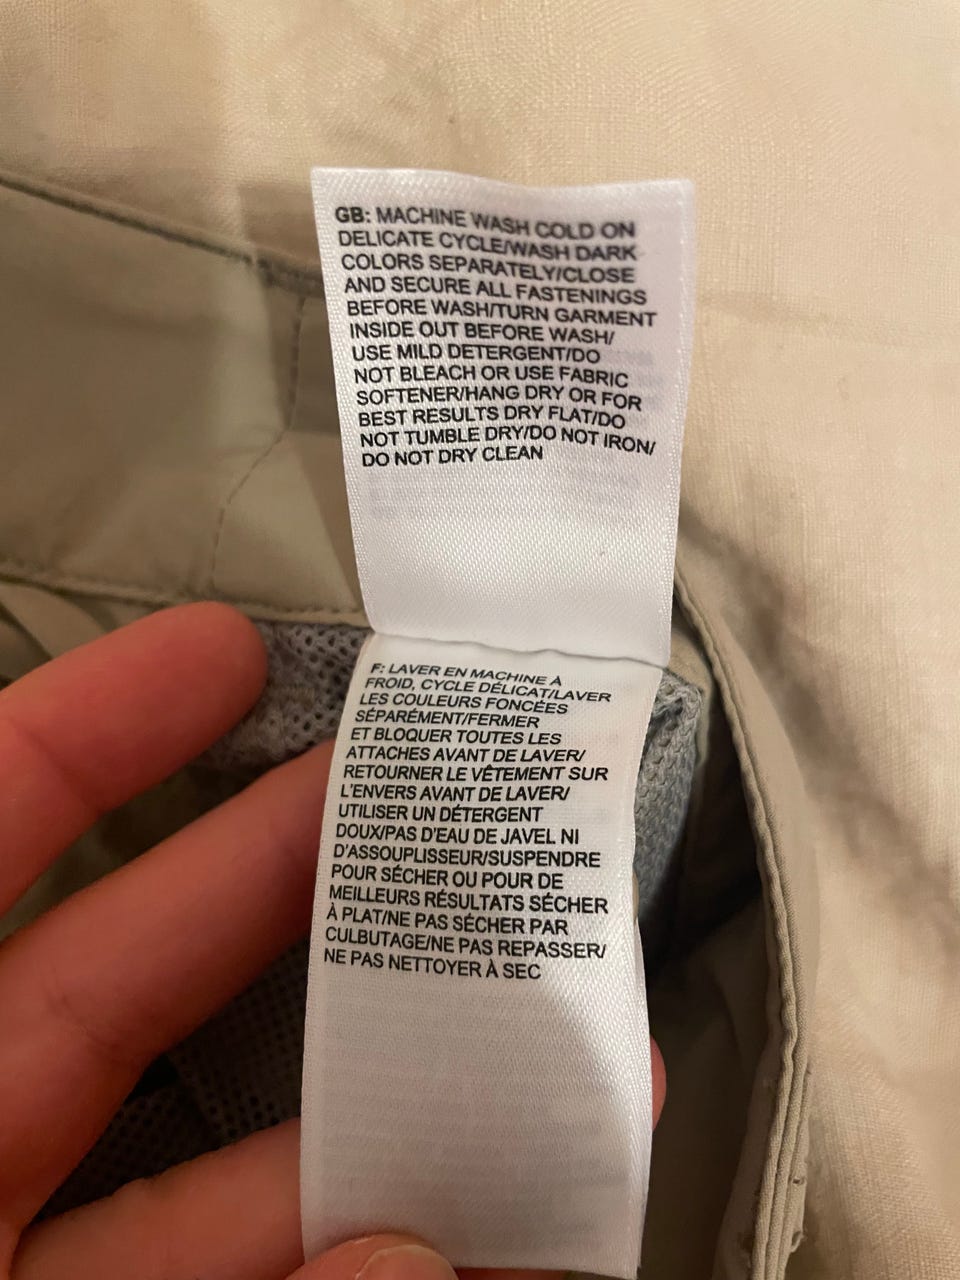 GB: MACHINE WASH COLD ON
DELICATE CYCLE/WASH DARK
COLORS SEPARATELY/CLOSE
AND SECURE ALL FASTENINGS
BEFORE WASH/TURN GARMENT
INSIDE OUT BEFORE WASH/
USE MILD DETERGENT/DO
NOT BLEACH OR USE FABRIC
SOFTENER/HANG DRY OR FOR
BEST RESULTS DRY FLAT/DO
NOT TUMBLE DRY/DO NOT IRON/
DO NOT DRY CLEAN
F: LAVER EN MACHINE À
FROID, CYCLE DÉLICAT/LAVER
LES COULEURS FONCÉES
SÉPARÉMENT/FERMER
ET BLOQUER TOUTES LES
ATTACHES AVANT DE LAVER/
RETOURNER LE VÊTEMENT SUR
L'ENVERS AVANT DE LAVER/
UTILISER UN DÉTERGENT
DOUX/PAS D'EAU DE JAVEL NI
D'ASSOUPLISSEUR/SUSPENDRE
POUR SÉCHER OU POUR DE
MEILLEURS RÉSULTATS SÉCHER
À PLAT/NE PAS SÉCHER PAR
CULBUTAGE/NE PAS REPASSER/
NE PAS NETTOYER À SEC